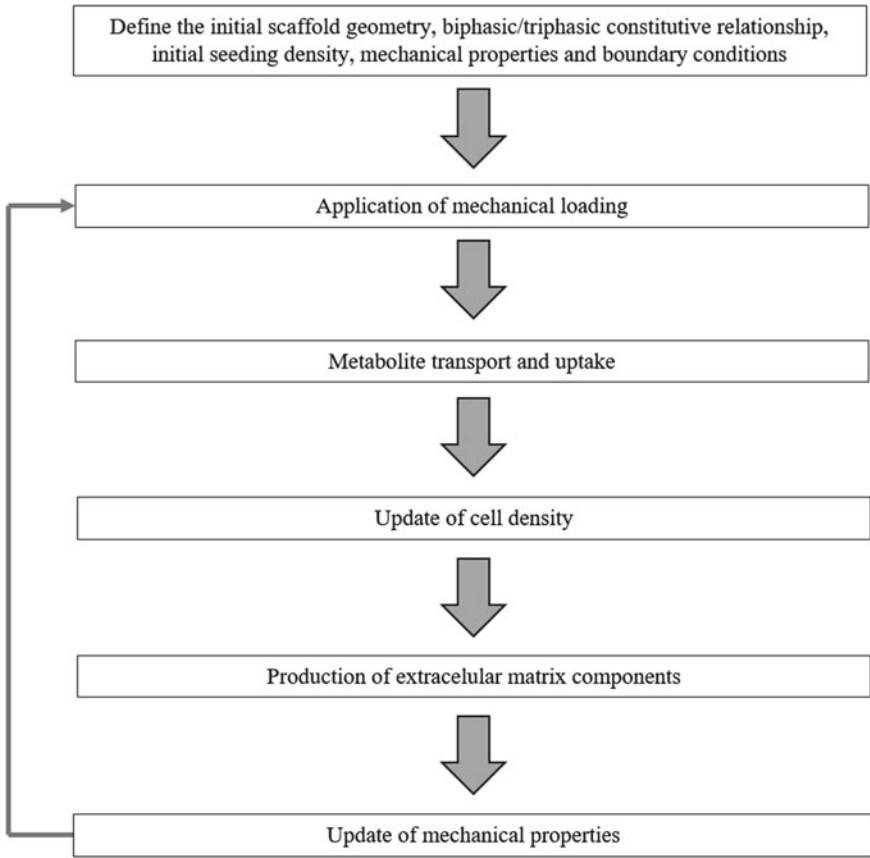 Define the initial scaffold geometry, biphasic/triphasic constitutive relationship,
initial seeding density, mechanical properties and boundary conditions
Application of mechanical loading
Metabolite transport and uptake
Update of cell density
Production of extracelular matrix components
Update of mechanical properties